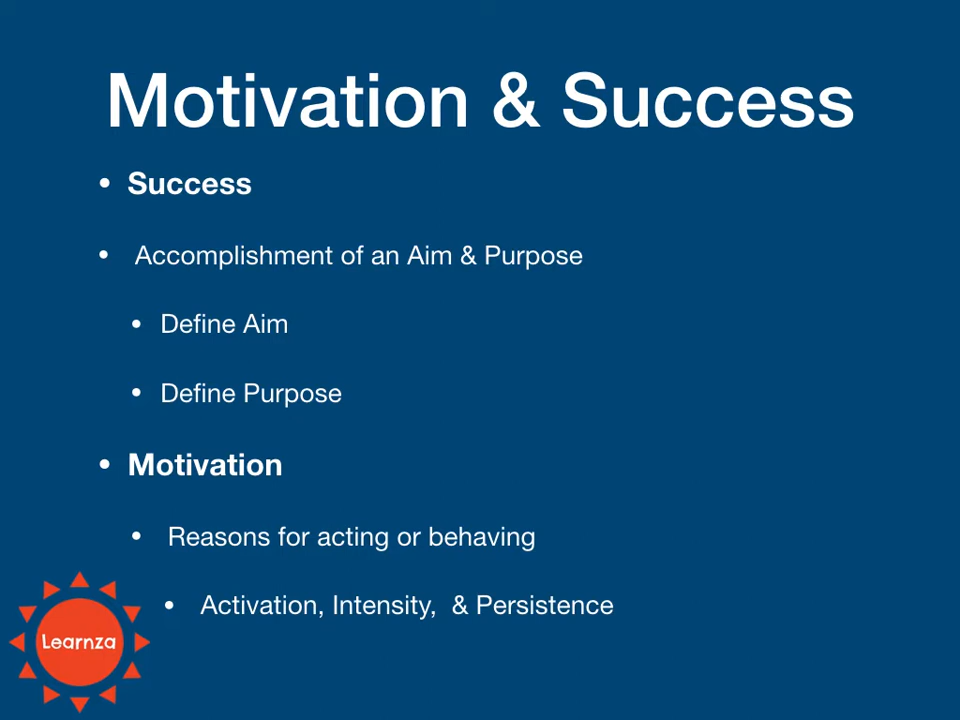 Motivation & Success
• Success
• Accomplishment of an Aim & Purpose
• Define Aim
• Define Purpose
• Motivation
• Reasons for acting or behaving
• Activation, Intensity,  & Persistence
Learnza